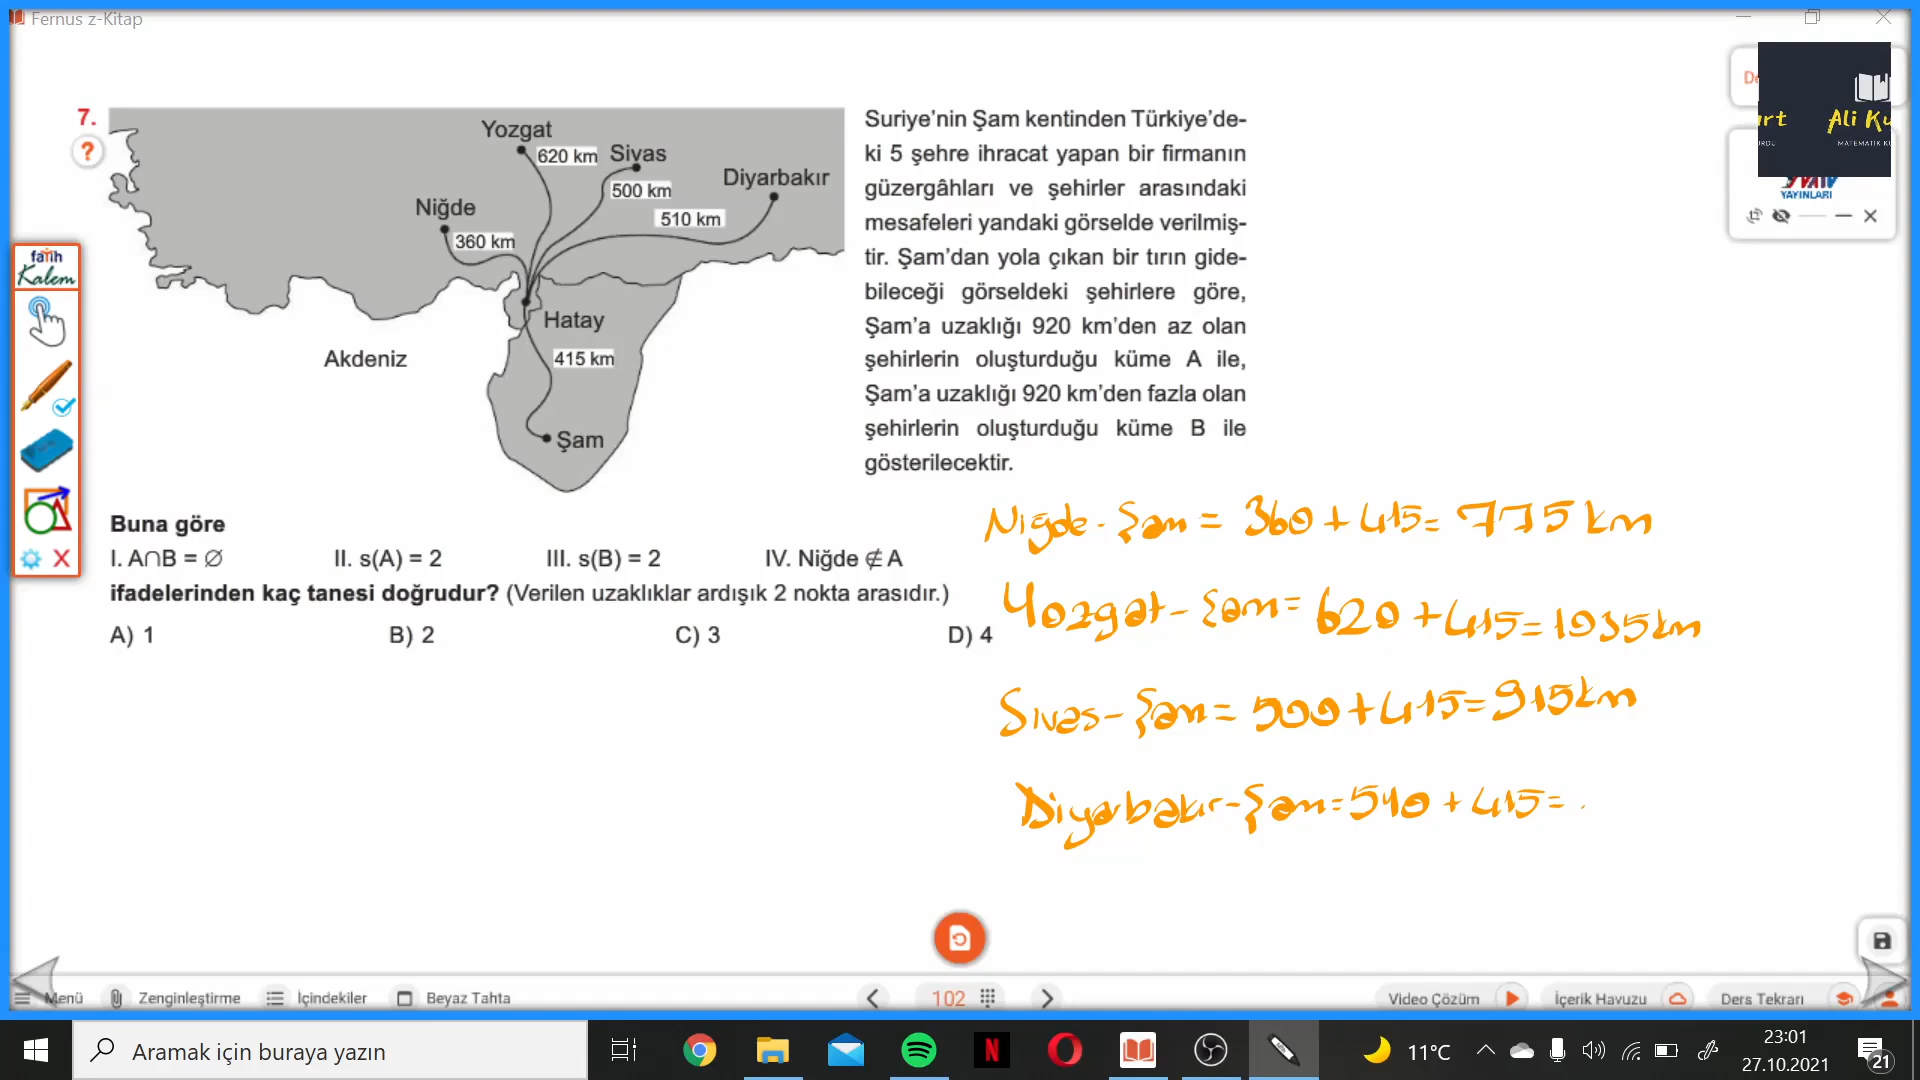 Fernus z-Kitap
7.
?
Yozgat
620 km
Sivas
500 km
Diyarbakır
510 km
Niğde
360 km
Hatay
415 km
Akdeniz
Şam
Suriye'nin Şam kentinden Türkiye'de-
ki 5 şehre ihracat yapan bir firmanın
güzergâhları ve şehirler arasındaki
mesafeleri yandaki görselde verilmiş-
tir. Şam'dan yola çıkan bir tırın gide-
bileceği görseldeki şehirlere göre,
Şam'a uzaklığı 920 km'den az olan
şehirlerin oluşturduğu küme A ile,
Şam'a uzaklığı 920 km'den fazla olan
şehirlerin oluşturduğu küme B ile
gösterilecektir.
Buna göre
I. A∩B = ∅ II. s(A) = 2 III. s(B) = 2 IV. Niğde ∉ A
ifadelerinden kaç tanesi doğrudur? (Verilen uzaklıklar ardışık 2 nokta arasıdır.)
A) 1 B) 2 C) 3 D) 4
Niğde - Şam = 360 + 415 = 775 km
Yozgat - Şam = 620 + 415 = 1035 km
Sivas - Şam = 500 + 415 = 915 km
Diyarbakır - Şam = 510 + 415 =
fatih
Kalem
Ali Ku
YAYINLARI
Menü Zenginleştirme İçindekiler Beyaz Tahta 102 Video Çözüm İçerik Havuzu Ders Tekrarı
Aramak için buraya yazın
11°C
23:01
27.10.2021
21